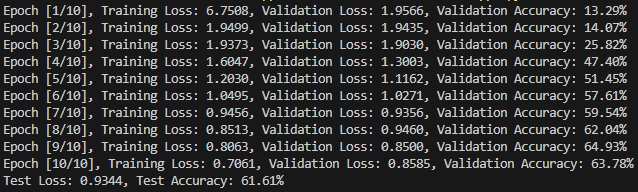 Epoch [1/10], Training Loss: 6.7508, Validation Loss: 1.9566, Validation Accuracy: 13.29%
Epoch [2/10], Training Loss: 1.9499, Validation Loss: 1.9435, Validation Accuracy: 14.07%
Epoch [3/10], Training Loss: 1.9373, Validation Loss: 1.9030, Validation Accuracy: 25.82%
Epoch [4/10], Training Loss: 1.6047, Validation Loss: 1.3003, Validation Accuracy: 47.40%
Epoch [5/10], Training Loss: 1.2030, Validation Loss: 1.1162, Validation Accuracy: 51.45%
Epoch [6/10], Training Loss: 1.0495, Validation Loss: 1.0271, Validation Accuracy: 57.61%
Epoch [7/10], Training Loss: 0.9456, Validation Loss: 0.9356, Validation Accuracy: 59.54%
Epoch [8/10], Training Loss: 0.8513, Validation Loss: 0.9460, Validation Accuracy: 62.04%
Epoch [9/10], Training Loss: 0.8063, Validation Loss: 0.8500, Validation Accuracy: 64.93%
Epoch [10/10], Training Loss: 0.7061, Validation Loss: 0.8585, Validation Accuracy: 63.78%
Test Loss: 0.9344, Test Accuracy: 61.61%